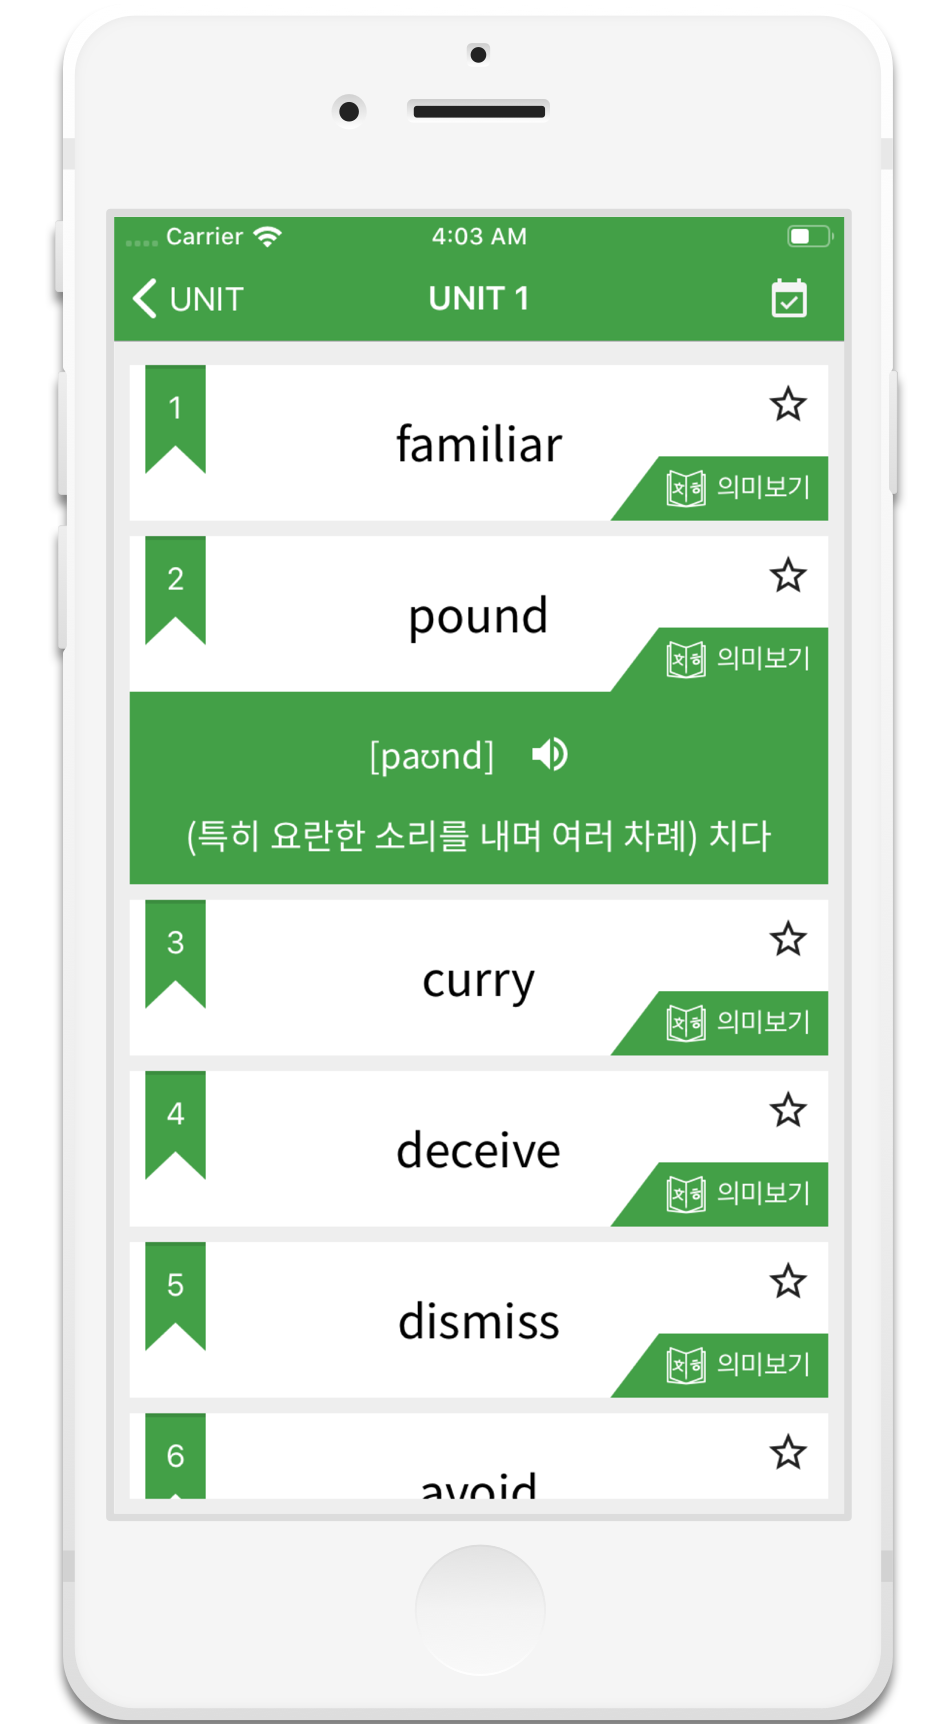 Carrier 4:03 AM
UNIT UNIT 1
1
familiar
의미보기
2
pound
의미보기
[paʊnd]
(특히 요란한 소리를 내며 여러 차례) 치다
3
curry
의미보기
4
deceive
의미보기
5
dismiss
의미보기
6
avoid